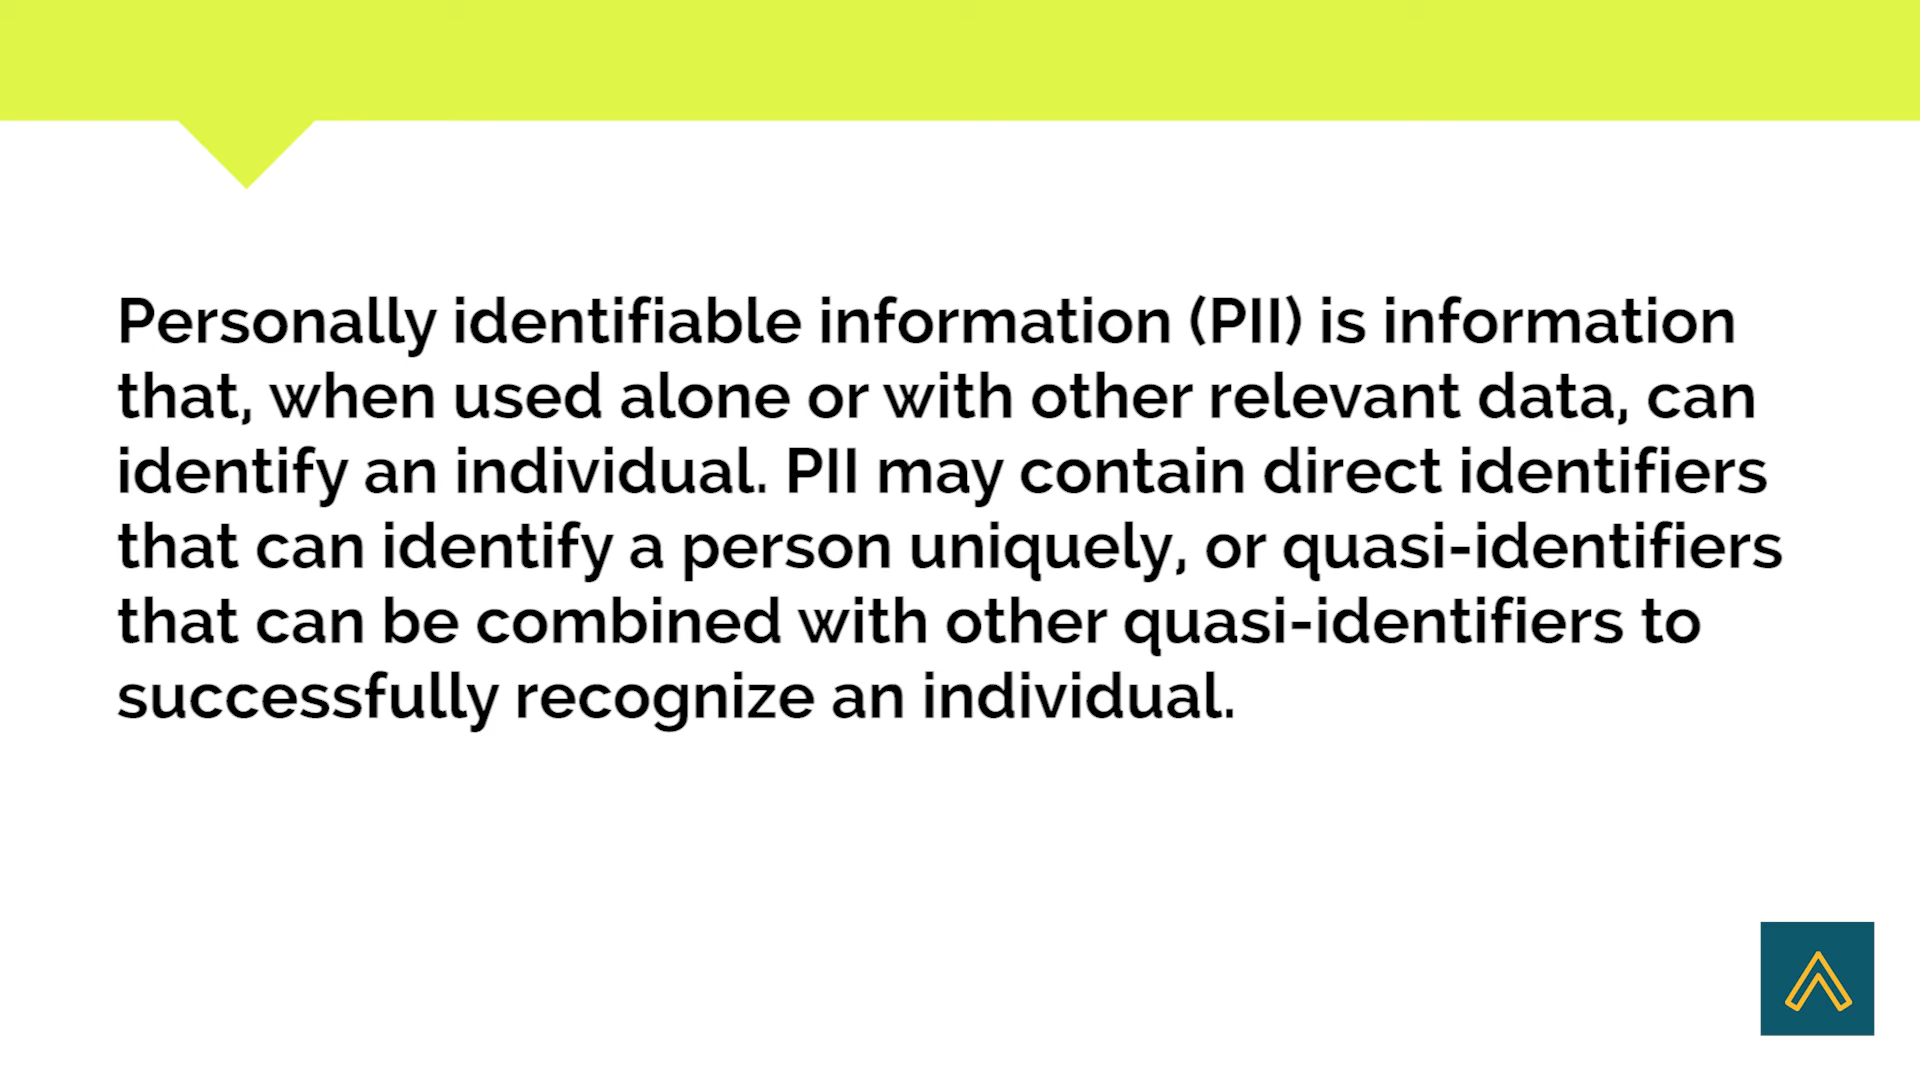 Personally identifiable information (PII) is information
that, when used alone or with other relevant data, can
identify an individual. PII may contain direct identifiers
that can identify a person uniquely, or quasi-identifiers
that can be combined with other quasi-identifiers to
successfully recognize an individual.